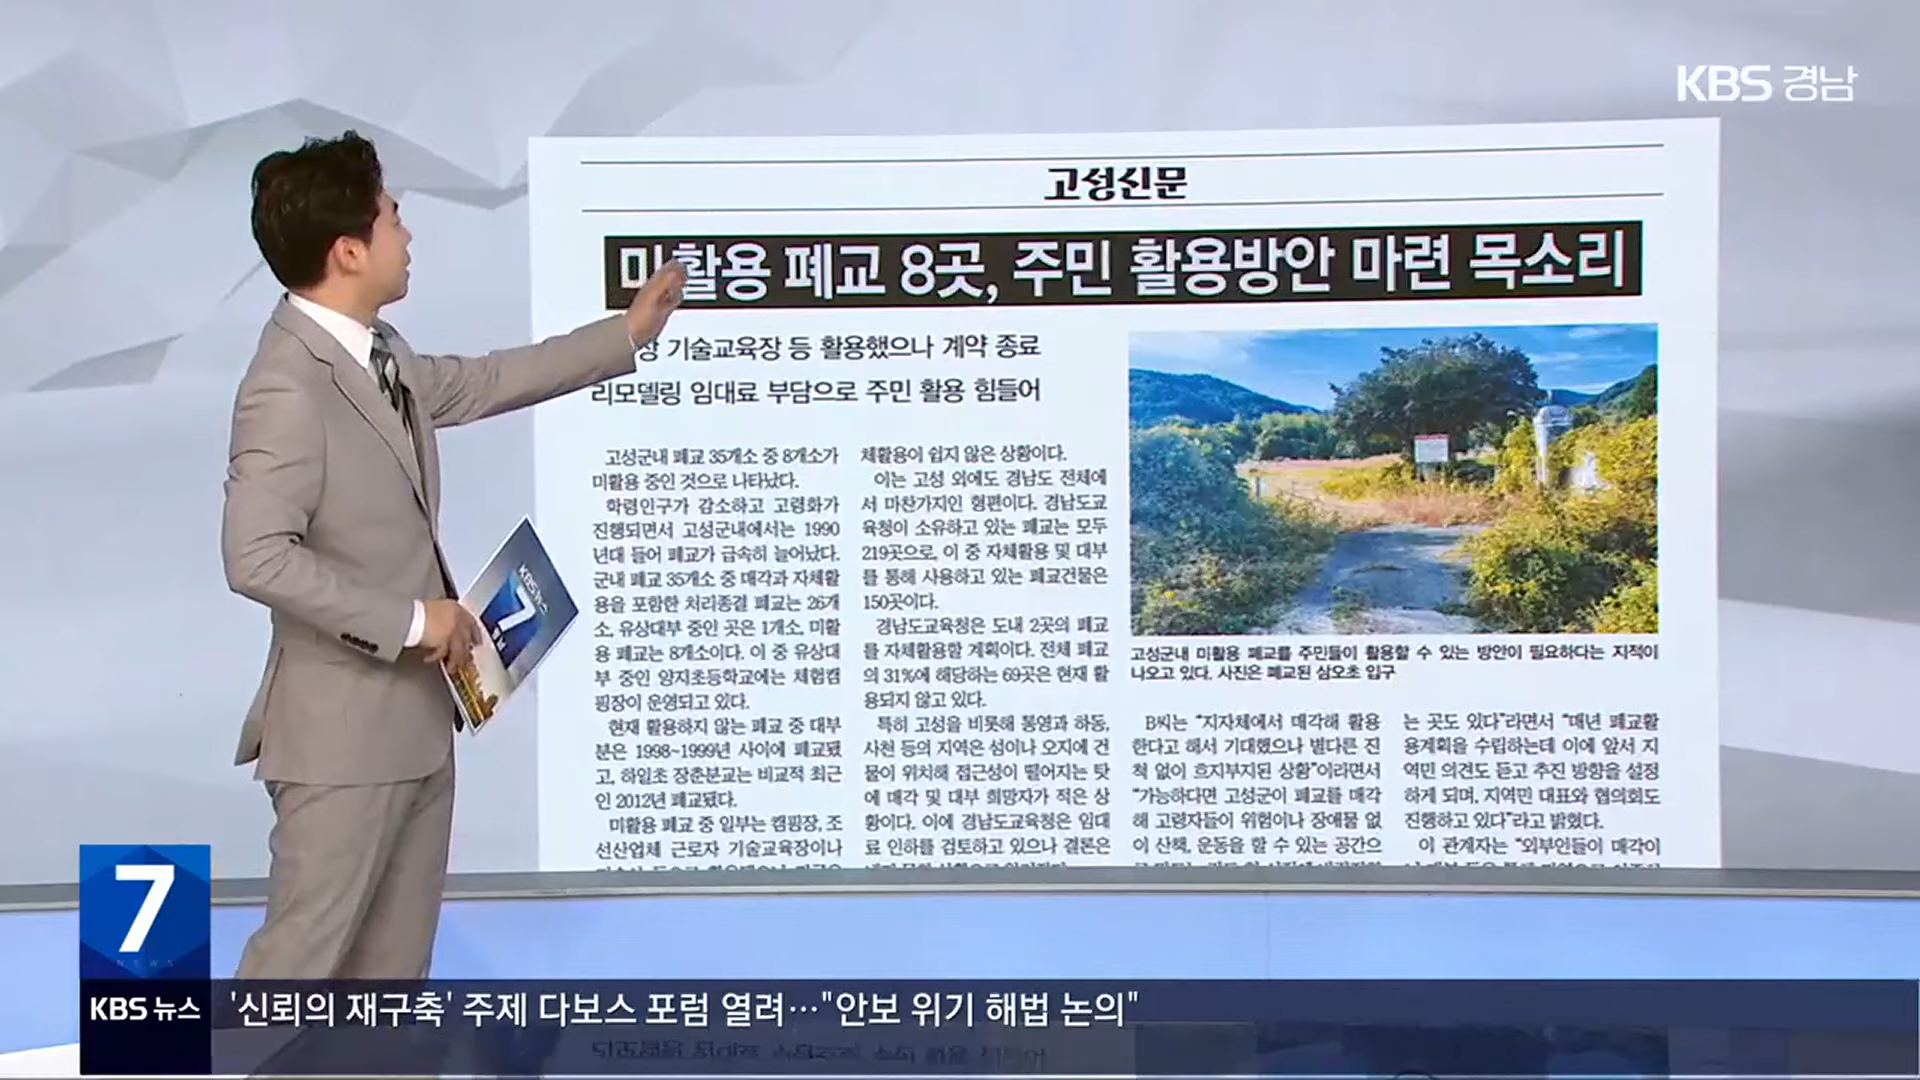 KBS 경남
고성신문
미활용 폐교 8곳, 주민 활용방안 마련 목소리
기술교육장 등 활용했으나 계약 종료
리모델링 임대료 부담으로 주민 활용 힘들어
고성군내 폐교 35개소 중 8개소가
미활용 중인 것으로 나타났다.
학령인구가 감소하고 고령화가
진행되면서 고성군내에서는 1990
년대 들어 폐교가 급속히 늘어났다.
군내 폐교 35개소 중 매각과 자체활
용을 포함한 처리종결 폐교는 26개
소, 유상대부 중인 곳은 1개소, 미활
용 폐교는 8개소이다. 이 중 유상대
부 중인 양지초등학교에는 체험캠
핑장이 운영되고 있다.
현재 활용하지 않는 폐교 중 대부
분은 1998~1999년 사이에 폐교됐
고, 하일초 장춘분교는 비교적 최근
인 2012년 폐교됐다.
미활용 폐교 중 일부는 캠핑장, 조
선산업체 근로자 기술교육장이나
체활용이 쉽지 않은 상황이다.
이는 고성 외에도 경남도 전체에
서 마찬가지인 형편이다. 경남도교
육청이 소유하고 있는 폐교는 모두
219곳으로, 이 중 자체활용 및 대부
를 통해 사용하고 있는 폐교건물은
150곳이다.
경남도교육청은 도내 2곳의 폐교
를 자체활용할 계획이다. 전체 폐교
의 31%에 해당하는 69곳은 현재 활
용되지 않고 있다.
특히 고성을 비롯해 통영과 하동,
사천 등의 지역은 섬이나 오지에 건
물이 위치해 접근성이 떨어지는 탓
에 매각 및 대부 희망자가 적은 상
황이다. 이에 경남도교육청은 임대
료 인하를 검토하고 있으나 결론은
고성군내 미활용 폐교를 주민들이 활용할 수 있는 방안이 필요하다는 지적이
나오고 있다. 사진은 폐교된 삼오초 입구
B씨는 "지자체에서 매각해 활용
한다고 해서 기대했으나 별다른 진
척 없이 흐지부지된 상황"이라면서
"가능하다면 고성군이 폐교를 매각
해 고령자들이 위험이나 장애물 없
이 산책, 운동을 할 수 있는 공간으
는 곳도 있다"라면서 "매년 폐교활
용계획을 수립하는데 이에 앞서 지
역민 의견도 듣고 추진 방향을 설정
하게 되며, 지역민 대표와 협의회도
진행하고 있다"라고 밝혔다.
이 관계자는 "외부인들이 매각이
KBS뉴스
7
7
NEWS
KBS 뉴스
'신뢰의 재구축' 주제 다보스 포럼 열려…"안보 위기 해법 논의"